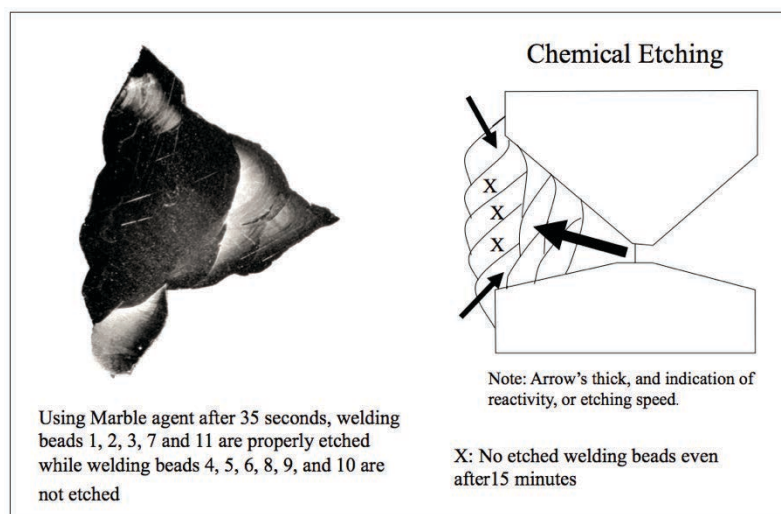 Chemical Etching
X
X
X
Note: Arrow's thick, and indication of
reactivity, or etching speed.
Using Marble agent after 35 seconds, welding
beads 1, 2, 3, 7 and 11 are properly etched
while welding beads 4, 5, 6, 8, 9, and 10 are
not etched
X: No etched welding beads even
after15 minutes